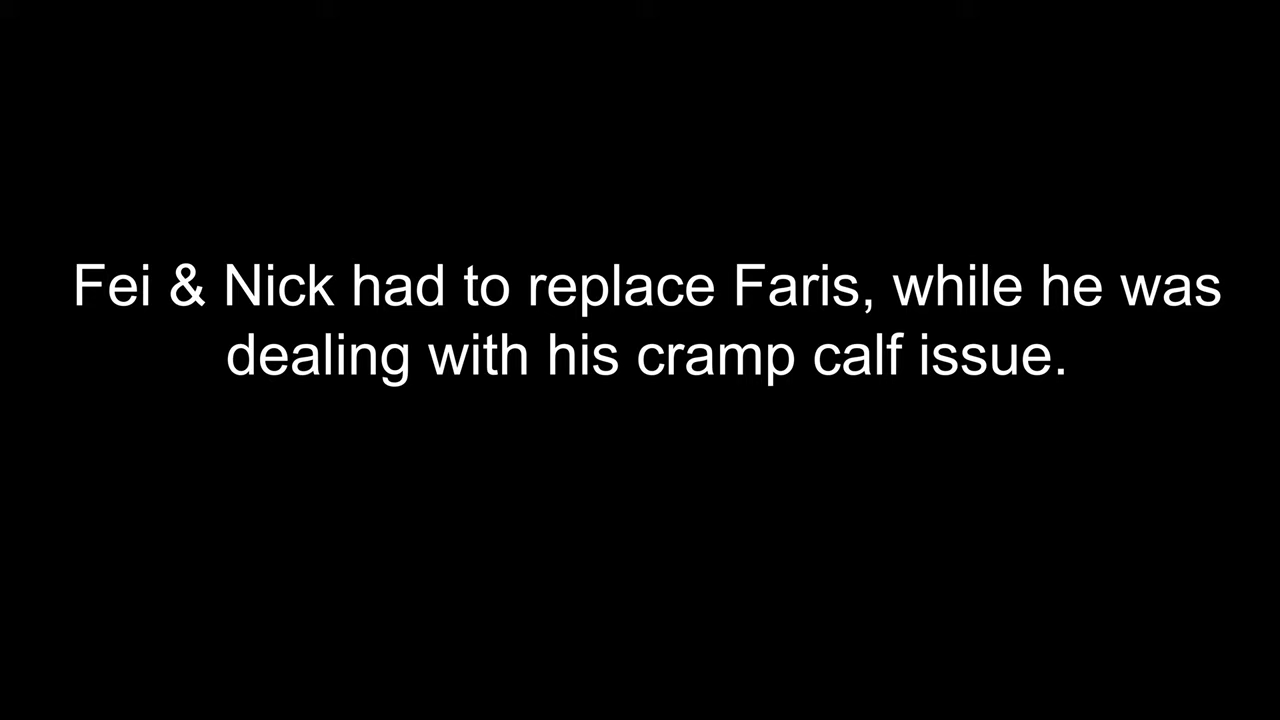 Fei & Nick had to replace Faris, while he was
dealing with his cramp calf issue.